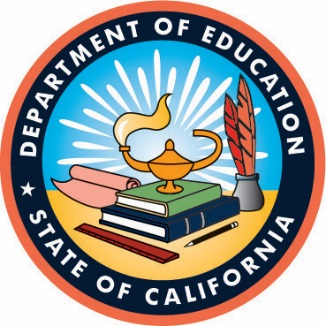 DEPARTMENT OF EDUCATION
STATE OF CALIFORNIA